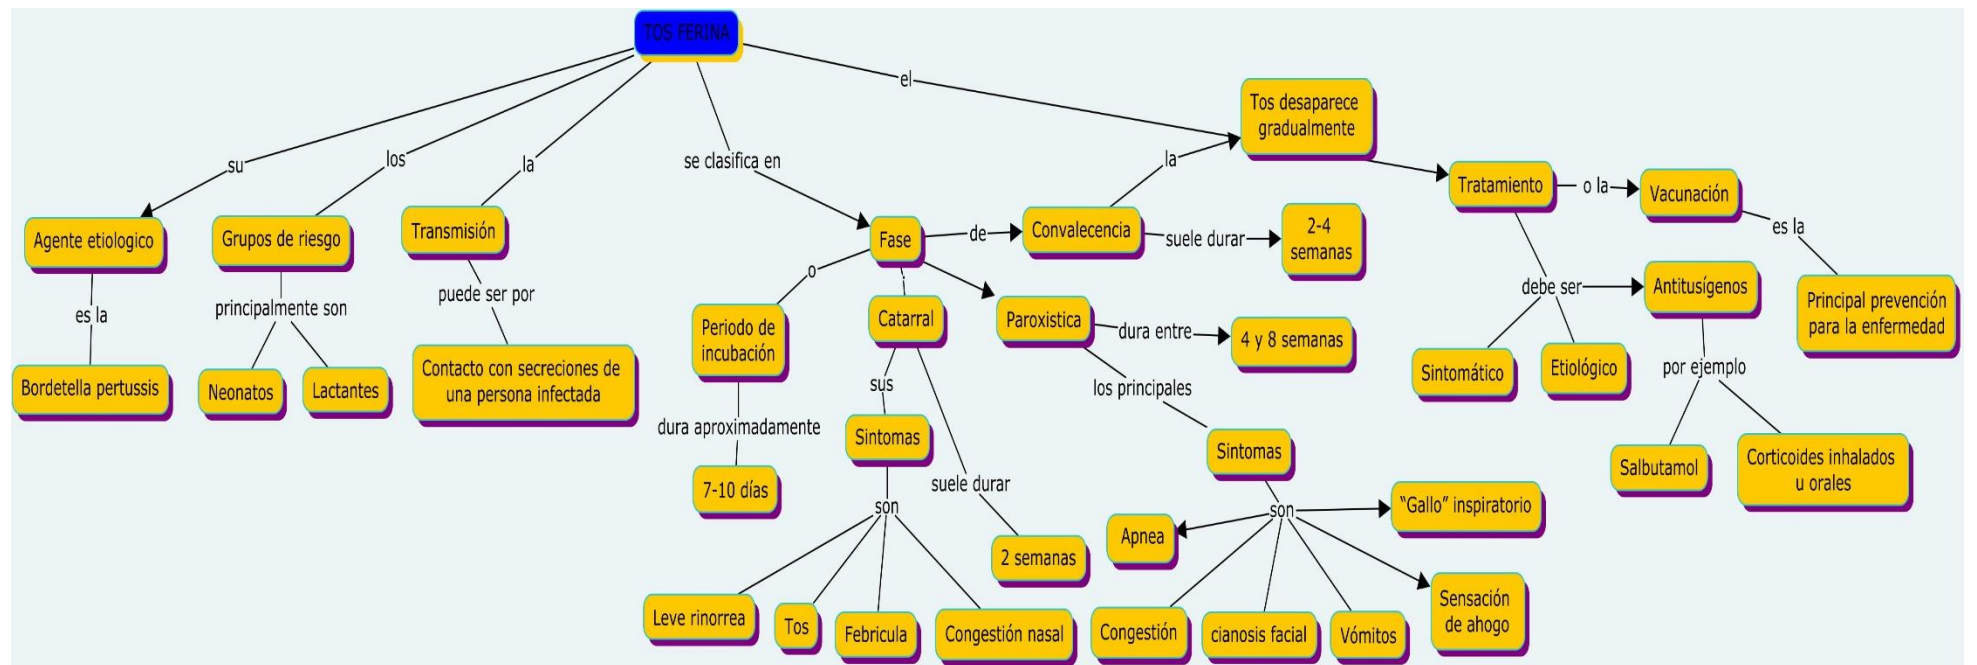 TOS FERINA
el
Tos desaparece
gradualmente
su
los
la
se clasifica en
la
Tratamiento
o la
Vacunación
Agente etiologico
Grupos de riesgo
Transmisión
Fase
de
Convalecencia
suele durar
2-4
semanas
es la
es la
principalmente son
puede ser por
o
debe ser
Antitusígenos
Principal prevención
para la enfermedad
Periodo de
incubación
Catarral
Paroxistica
dura entre
4 y 8 semanas
Bordetella pertussis
Neonatos
Lactantes
Contacto con secreciones de
una persona infectada
sus
los principales
Sintomático
Etiológico
por ejemplo
dura aproximadamente
Sintomas
Sintomas
Salbutamol
Corticoides inhalados
u orales
7-10 días
suele durar
son
son
"Gallo" inspiratorio
Apnea
2 semanas
Leve rinorrea
Tos
Febricula
Congestión nasal
Congestión
cianosis facial
Vómitos
Sensación
de ahogo